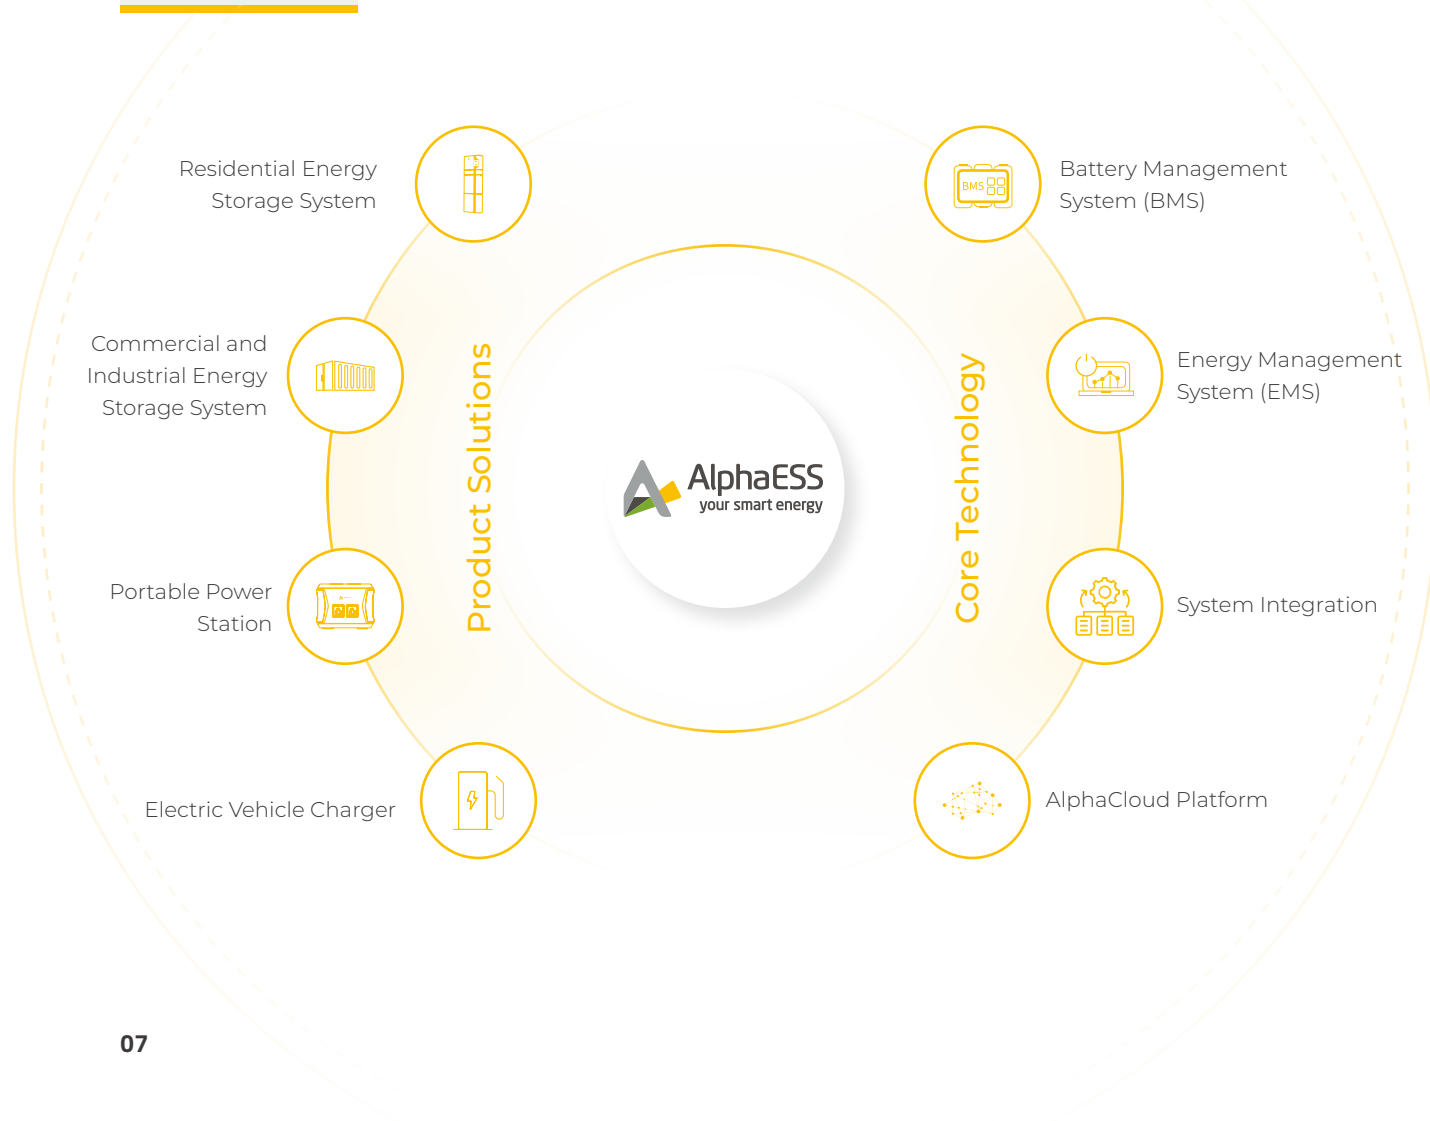 Residential Energy
Storage System
Commercial and
Industrial Energy
Storage System
Portable Power
Station
Electric Vehicle Charger
Product Solutions
AlphaESS
your smart energy
Core Technology
Battery Management
System (BMS)
BMS
Energy Management
System (EMS)
System Integration
AlphaCloud Platform
07